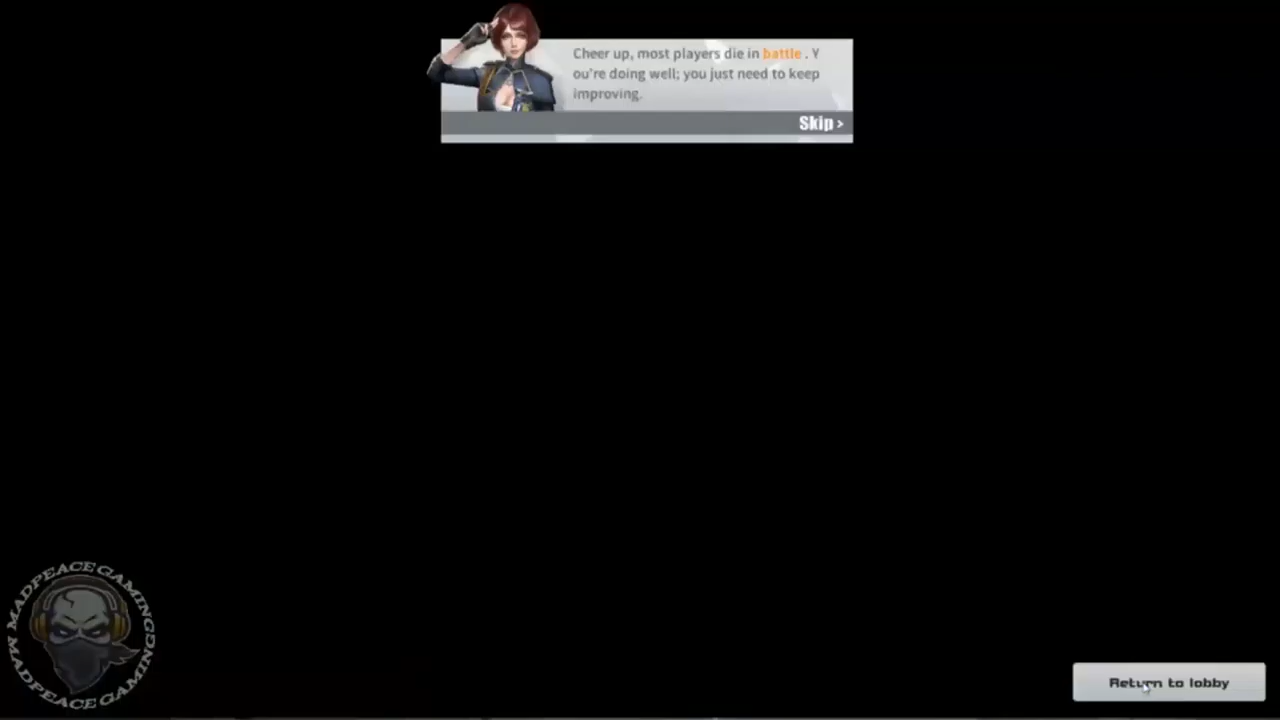 Cheer up, most players die in battle . Y
ou're doing well; you just need to keep
improving.
Skip >
MADPEACE GAMING
MADPEACE GAMING
Return to lobby